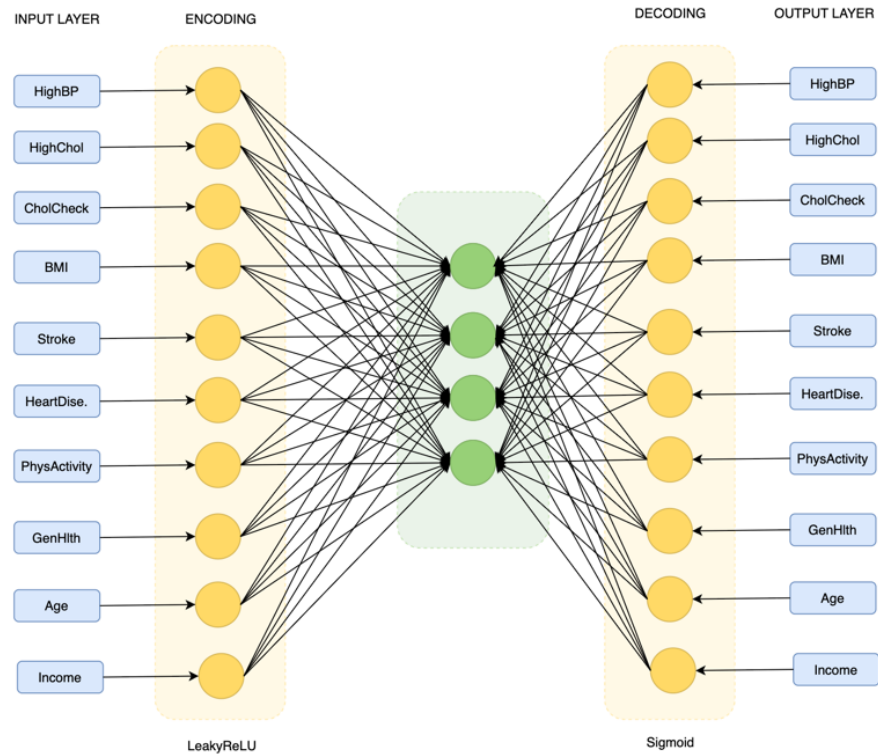 INPUT LAYER
ENCODING
DECODING
OUTPUT LAYER
HighBP
HighChol
CholCheck
BMI
Stroke
HeartDise.
PhysActivity
GenHlth
Age
Income
HighBP
HighChol
CholCheck
BMI
Stroke
HeartDise.
PhysActivity
GenHlth
Age
Income
LeakyReLU
Sigmoid